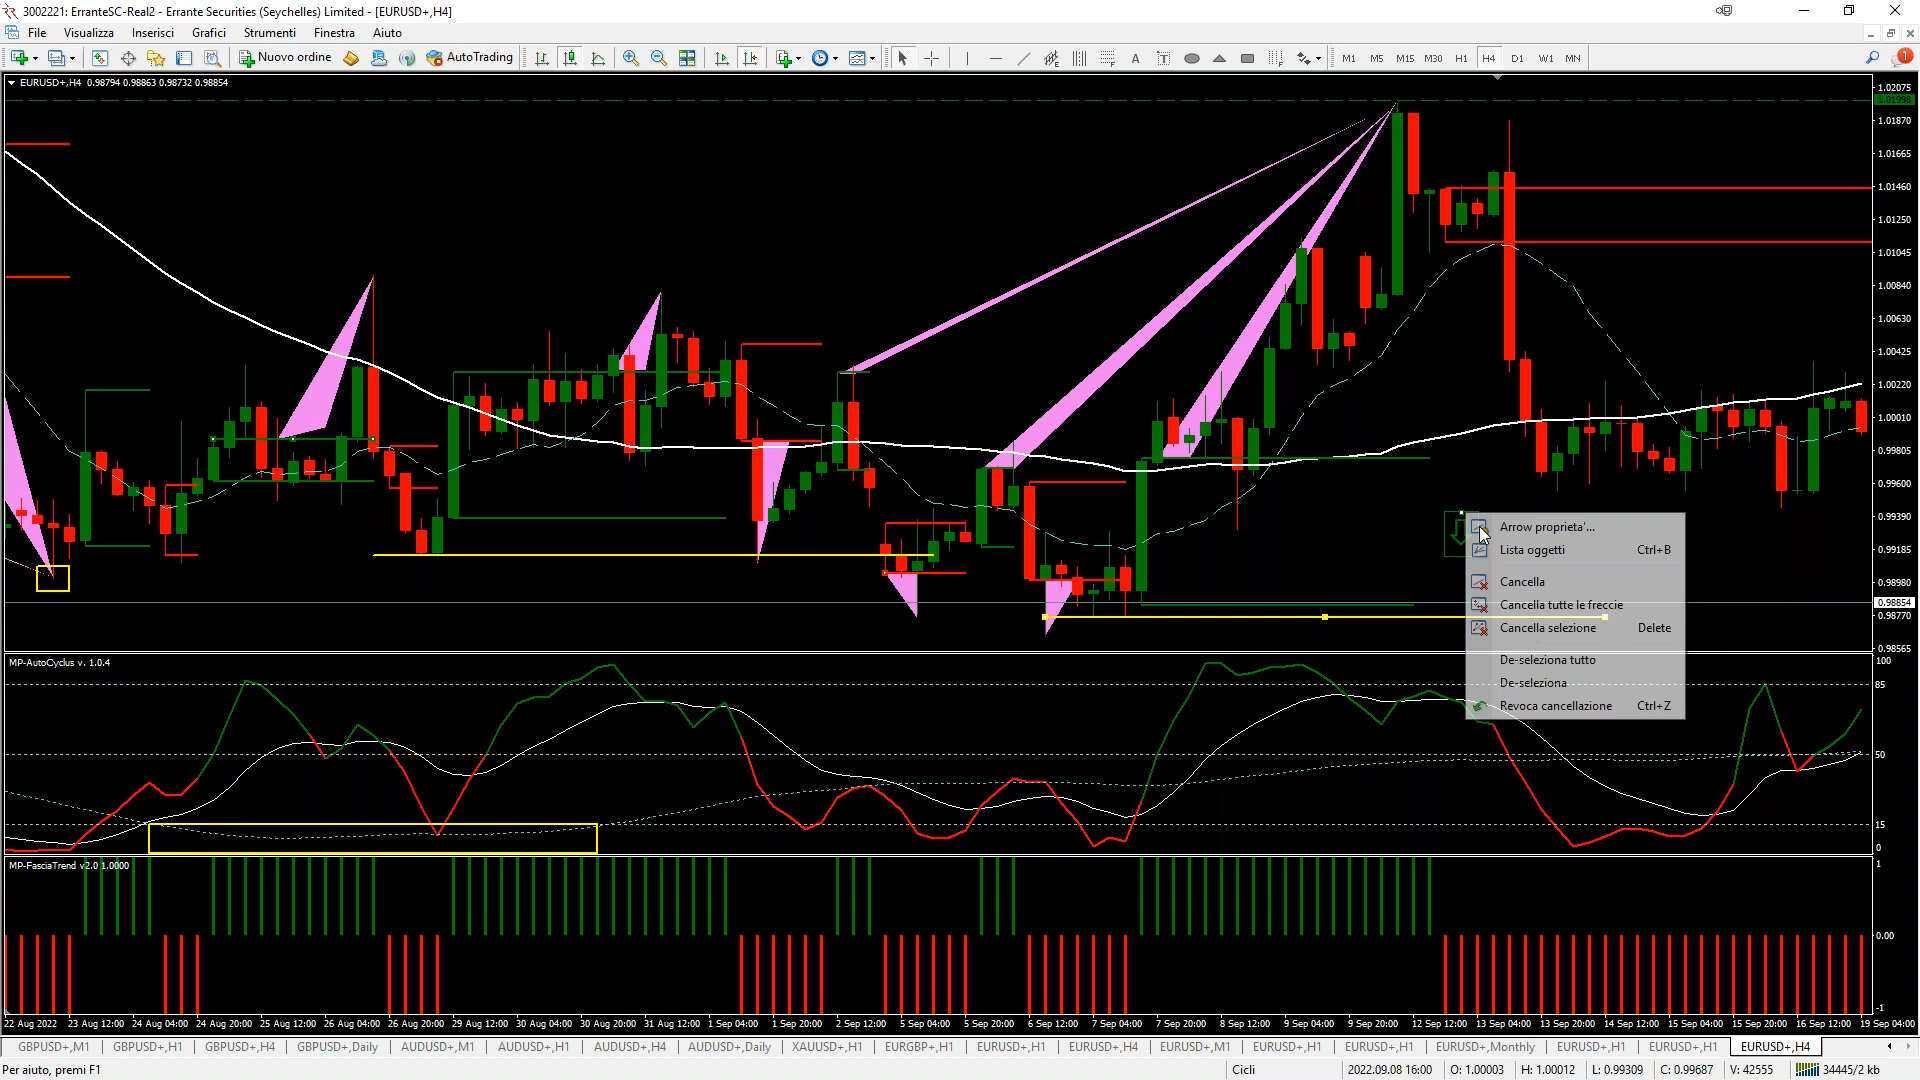 3002221: ErranteSC-Real2 - Errante Securities (Seychelles) Limited - [EURUSD+,H4]
File Visualizza Inserisci Grafici Strumenti Finestra Aiuto
Nuovo ordine AutoTrading A T M1 M5 M15 M30 H1 H4 D1 W1 MN 1
EURUSD+,H4 0.98794 0.98863 0.98732 0.98854
1.02075
1.01998
1.01870
1.01665
1.01460
1.01250
1.01045
1.00840
1.00630
1.00425
1.00220
1.00010
0.99805
0.99600
0.99390
0.99185
0.98980
0.98854
0.98770
0.98565
Arrow proprieta'...
Lista oggetti Ctrl+B
Cancella
Cancella tutte le freccie
Cancella selezione Delete
De-seleziona tutto
De-seleziona
Revoca cancellazione Ctrl+Z
MP-AutoCyclus v. 1.0.4
100
85
50
15
0
MP-FasciaTrend v2.0 1.0000
1
0.00
-1
22 Aug 2022 23 Aug 12:00 24 Aug 04:00 24 Aug 20:00 25 Aug 12:00 26 Aug 04:00 26 Aug 20:00 29 Aug 12:00 30 Aug 04:00 30 Aug 20:00 31 Aug 12:00 1 Sep 04:00 1 Sep 20:00 2 Sep 12:00 5 Sep 04:00 5 Sep 20:00 6 Sep 12:00 7 Sep 04:00 7 Sep 20:00 8 Sep 12:00 9 Sep 04:00 9 Sep 20:00 12 Sep 12:00 13 Sep 04:00 13 Sep 20:00 14 Sep 12:00 15 Sep 04:00 15 Sep 20:00 16 Sep 12:00 19 Sep 04:00
GBPUSD+,M1 GBPUSD+,H1 GBPUSD+,H4 GBPUSD+,Daily AUDUSD+,M1 AUDUSD+,H1 AUDUSD+,H4 AUDUSD+,Daily XAUUSD+,H1 EURGBP+,H1 EURUSD+,H1 EURUSD+,H4 EURUSD+,M1 EURUSD+,H1 EURUSD+,H1 EURUSD+,Monthly EURUSD+,H1 EURUSD+,H1 EURUSD+,H4
Per aiuto, premi F1 Cicli 2022.09.08 16:00 O: 1.00003 H: 1.00012 L: 0.99309 C: 0.99687 V: 42555 34445/2 kb